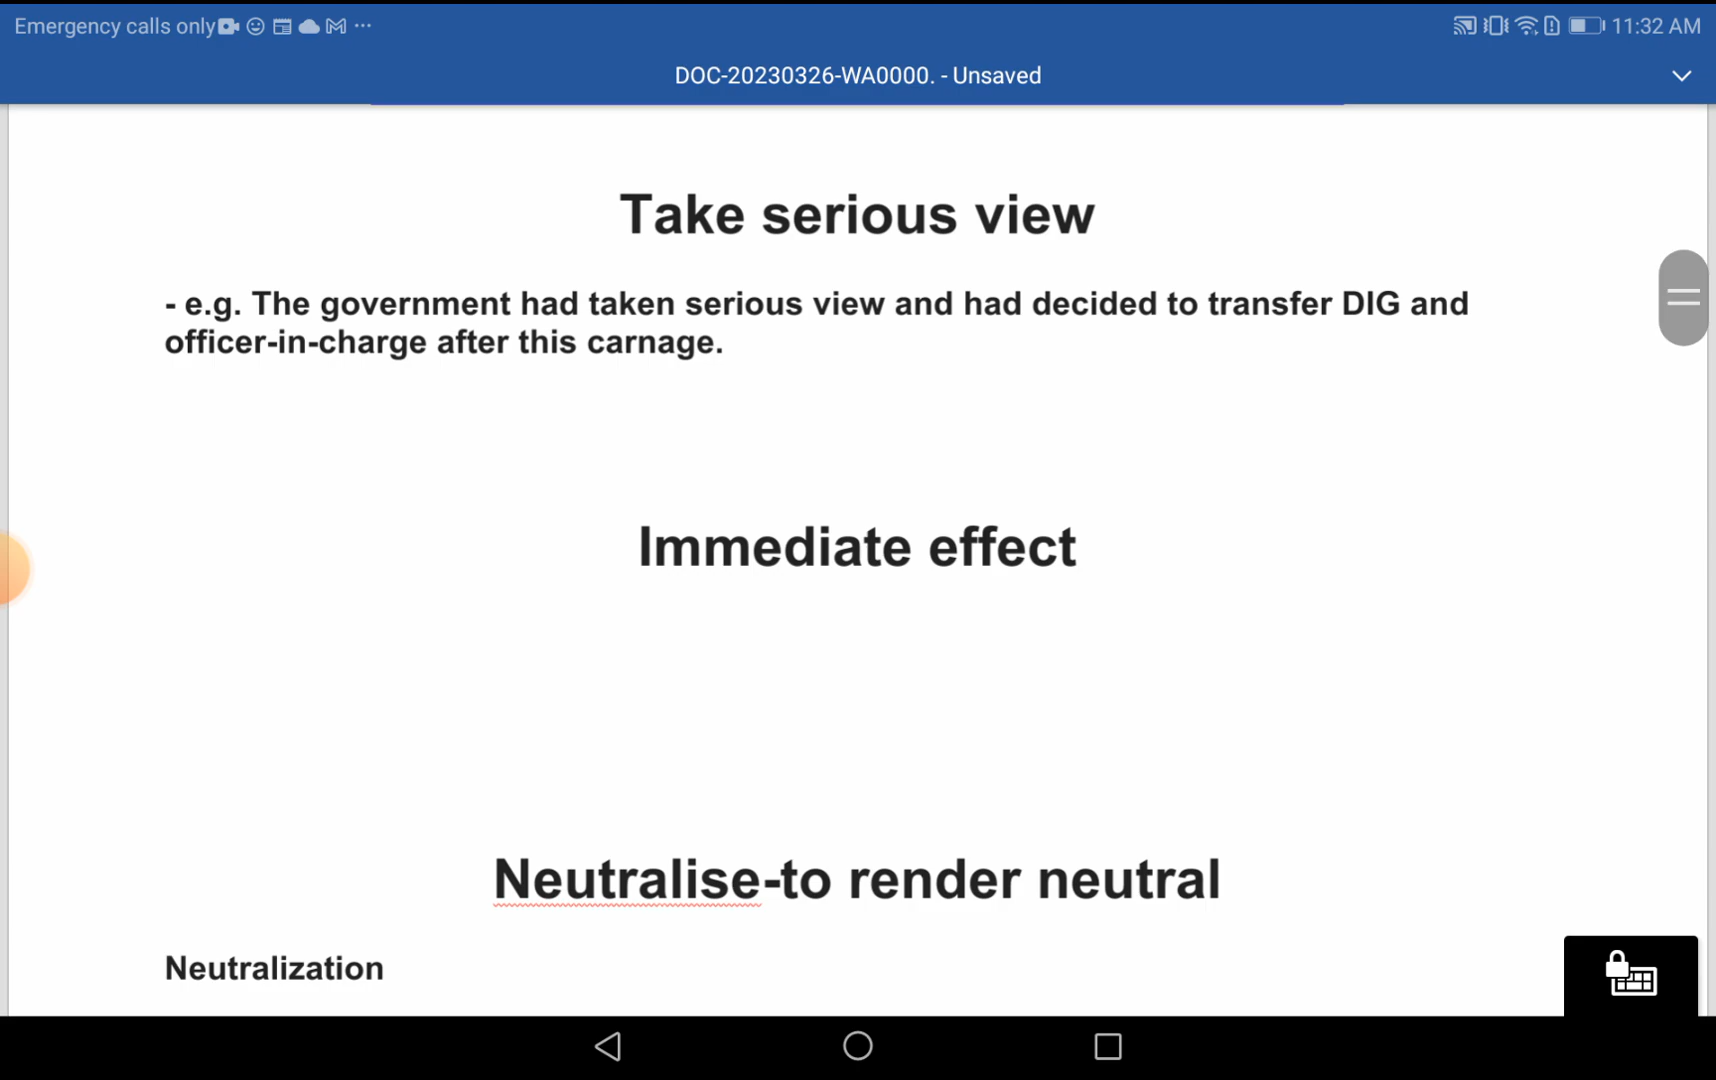 Emergency calls only
11:32 AM
DOC-20230326-WA0000. - Unsaved
Take serious view
- e.g. The government had taken serious view and had decided to transfer DIG and
officer-in-charge after this carnage.
Immediate effect
Neutralise-to render neutral
Neutralization